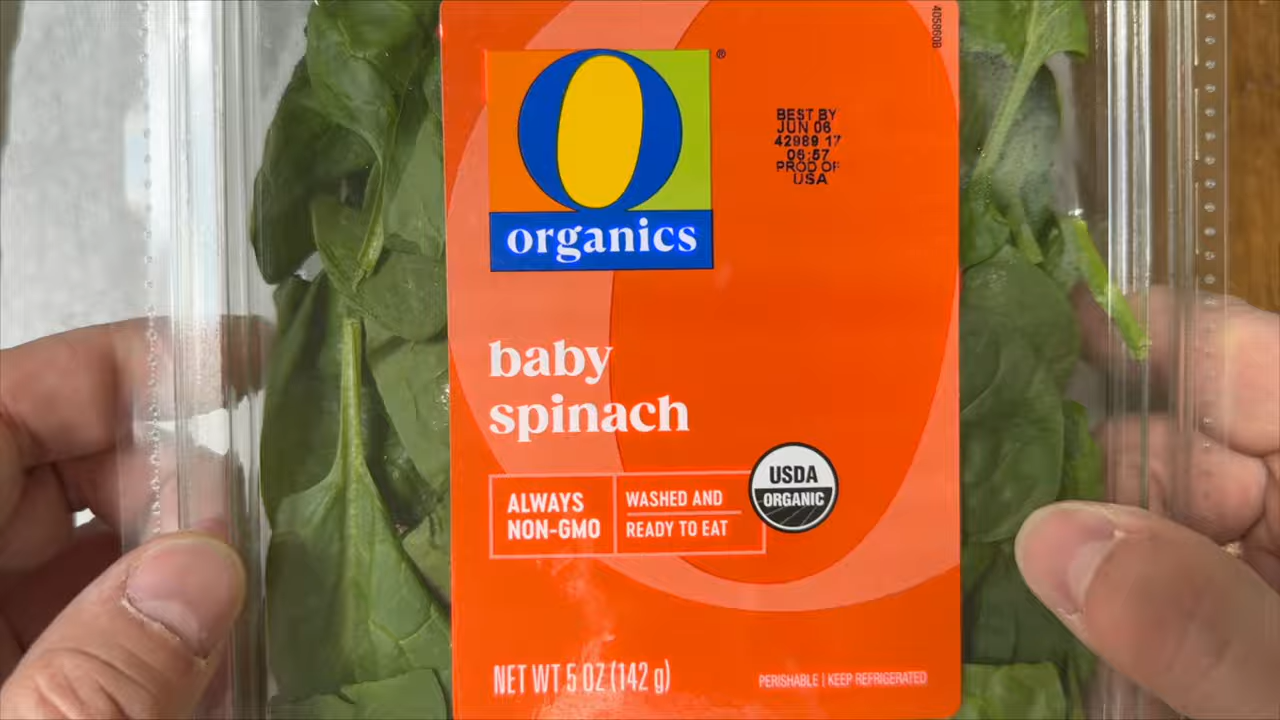 405860B
®
organics
BEST BY
JUN 06
42989 17
06:57
PROD OF
USA
baby
spinach
ALWAYS
NON-GMO
WASHED AND
READY TO EAT
USDA
ORGANIC
NET WT 5 OZ (142 g)
PERISHABLE | KEEP REFRIGERATED